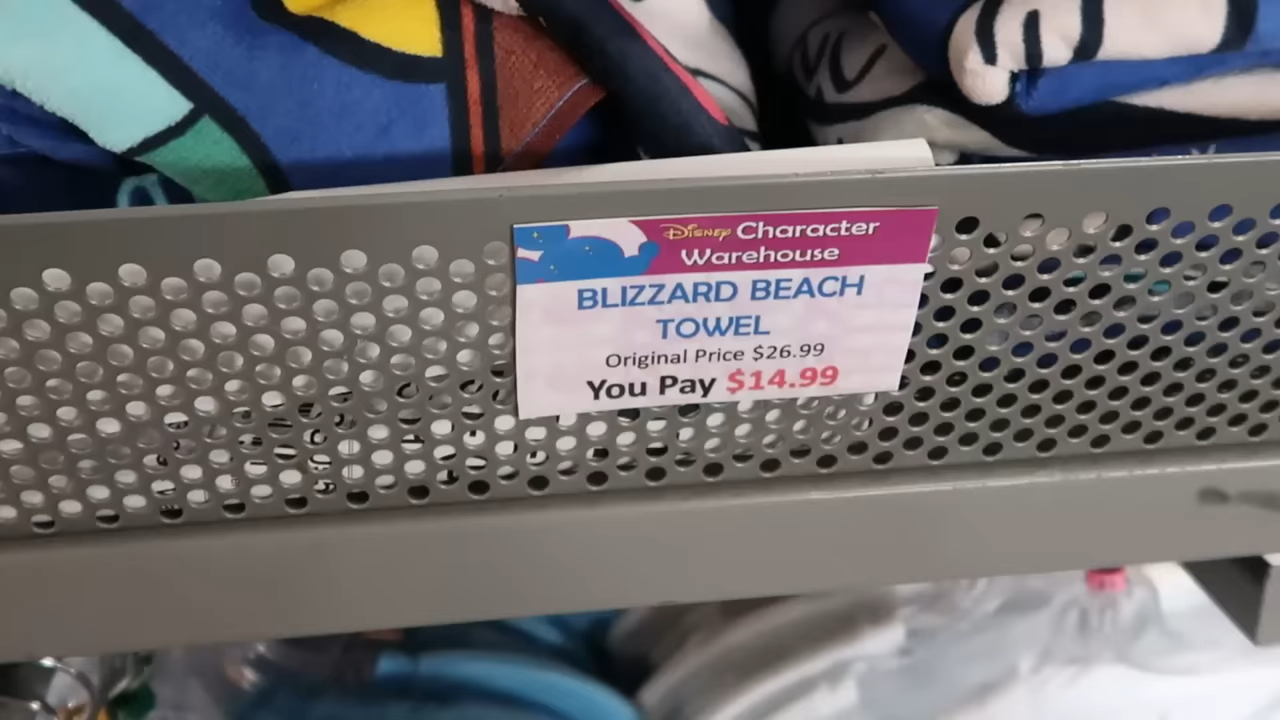 Disney Character
Warehouse
BLIZZARD BEACH
TOWEL
Original Price $26.99
You Pay $14.99